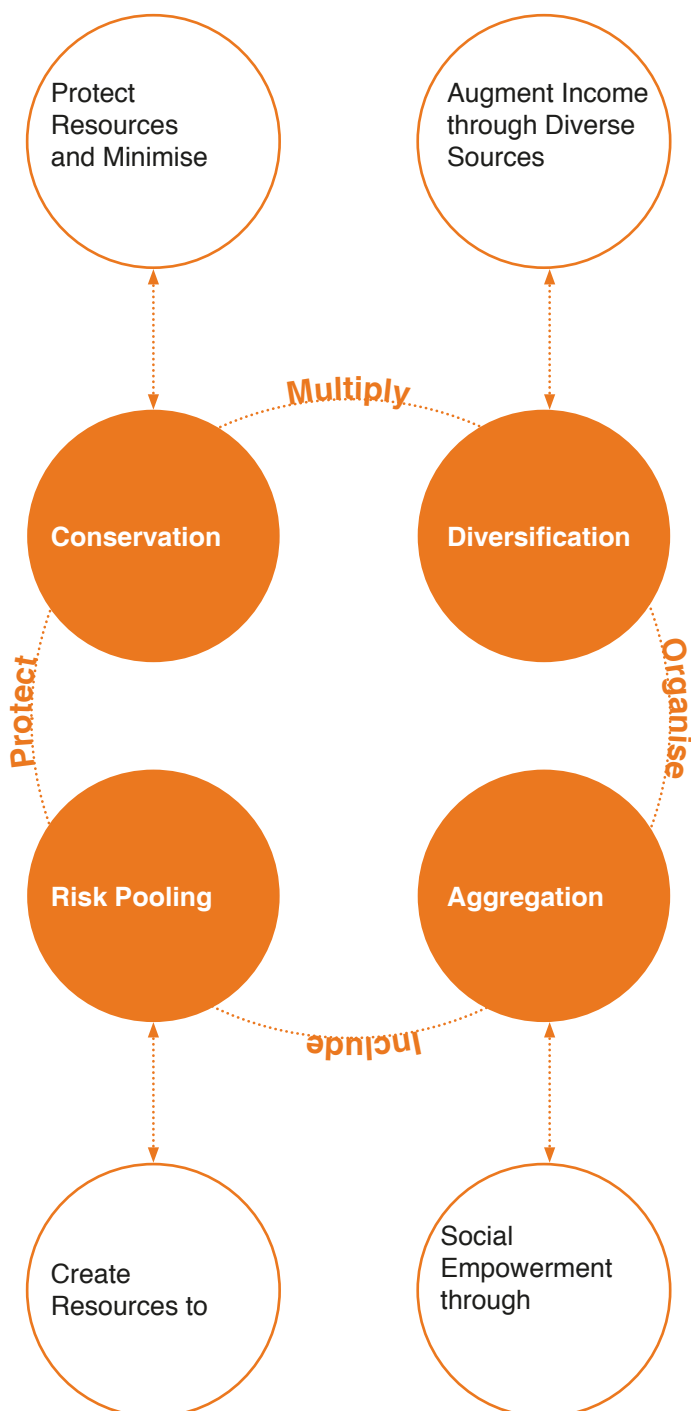 Protect
Resources
and Minimise
Augment Income
through Diverse
Sources
Multiply
Conservation
Diversification
Protect
Organise
Risk Pooling
Aggregation
Include
Create
Resources to
Social
Empowerment
through